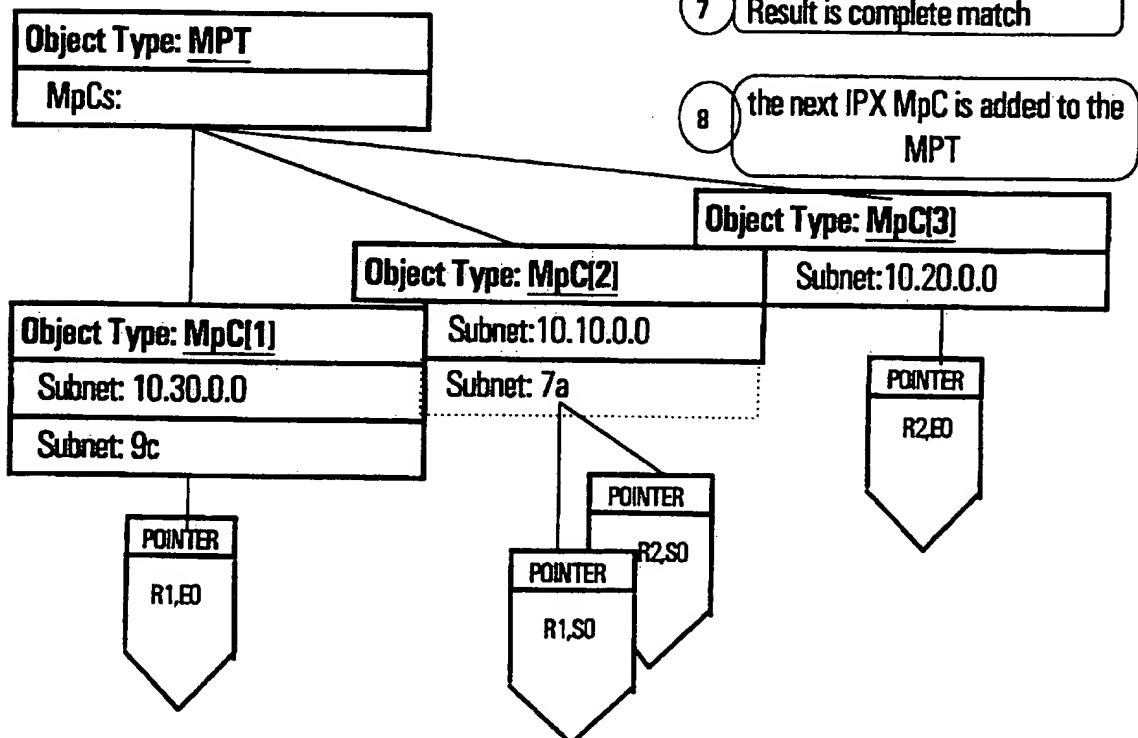 7 Result is complete match
Object Type: MPT
MpCs:
8 the next IPX MpC is added to the
MPT
Object Type: MpC[3]
Subnet:10.20.0.0
Object Type: MpC[2]
Subnet:10.10.0.0
Subnet: 7a
Object Type: MpC[1]
Subnet: 10.30.0.0
Subnet: 9c
POINTER
R2,E0
POINTER
R2,S0
POINTER
R1,E0
POINTER
R1,S0